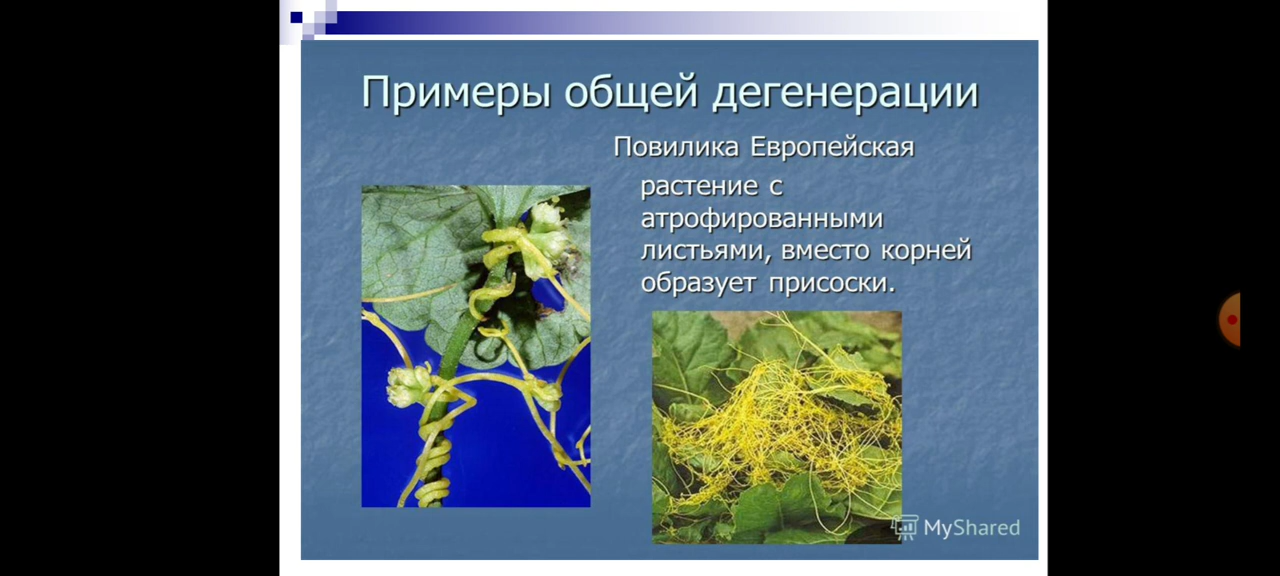 Примеры общей дегенерации
Повилика Европейская
растение с
атрофированными
листьями, вместо корней
образует присоски.
MyShared